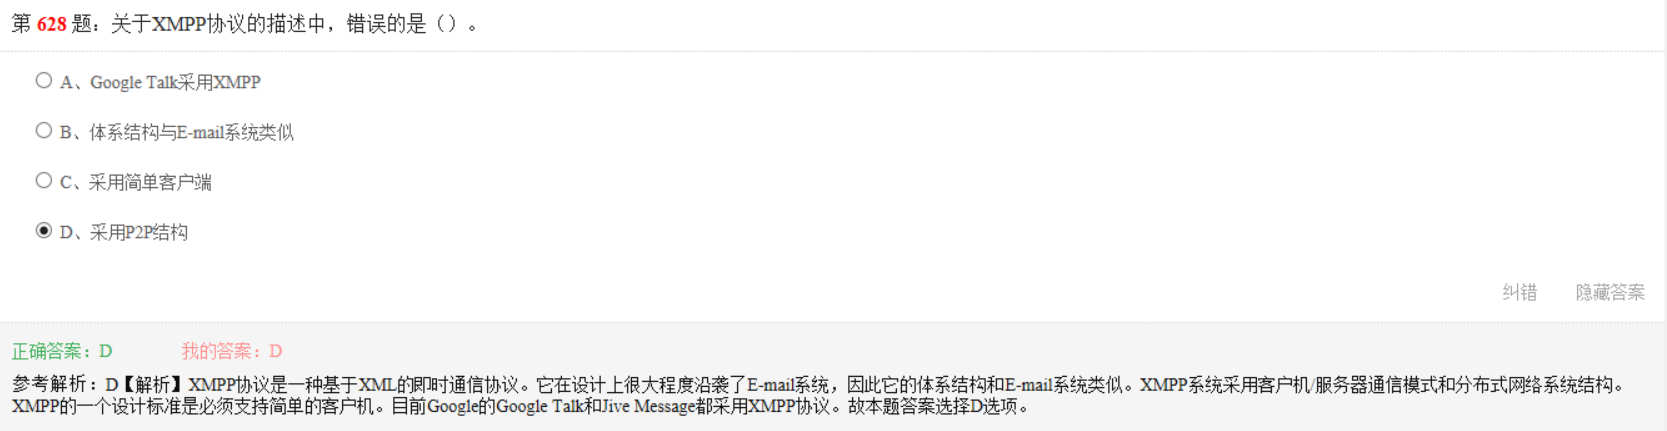 第 628 题：关于XMPP协议的描述中，错误的是（）。
A、Google Talk采用XMPP
B、体系结构与E-mail系统类似
C、采用简单客户端
D、采用P2P结构
纠错 隐藏答案
正确答案：D 我的答案：D
参考解析：D【解析】XMPP协议是一种基于XML的即时通信协议。它在设计上很大程度沿袭了E-mail系统，因此它的体系结构和E-mail系统类似。XMPP系统采用客户机/服务器通信模式和分布式网络系统结构。
XMPP的一个设计标准是必须支持简单的客户机。目前Google的Google Talk和Jive Message都采用XMPP协议。故本题答案选择D选项。